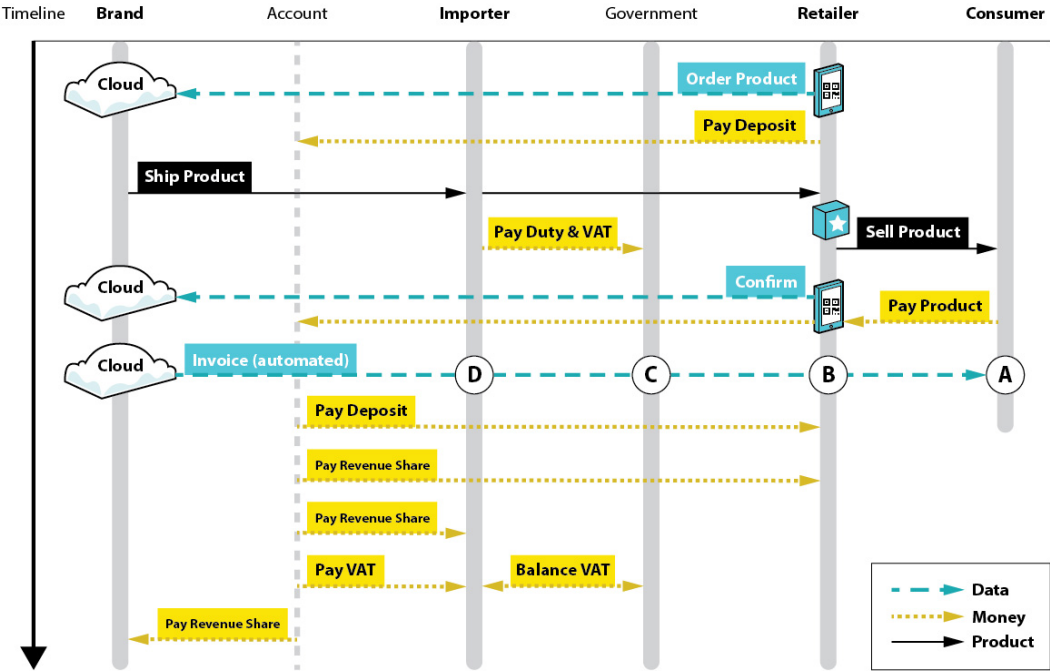 Timeline Brand Account Importer Government Retailer Consumer
Cloud
Order Product
Pay Deposit
Ship Product
Pay Duty & VAT
Sell Product
Cloud
Confirm
Pay Product
Cloud
Invoice (automated)
D C B A
Pay Deposit
Pay Revenue Share
Pay Revenue Share
Pay VAT
Balance VAT
Pay Revenue Share
Data
Money
Product